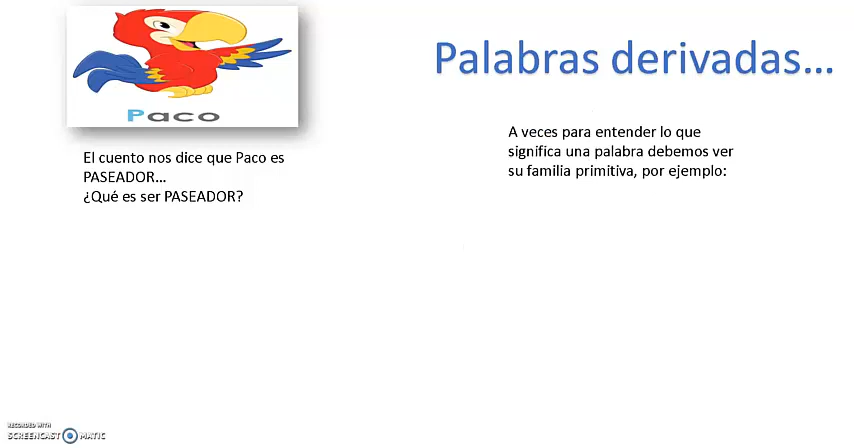 Paco
El cuento nos dice que Paco es
PASEADOR...
¿Qué es ser PASEADOR?
Palabras derivadas...
A veces para entender lo que
significa una palabra debemos ver
su familia primitiva, por ejemplo:
RECORDED WITH
SCREENCAST MATIC